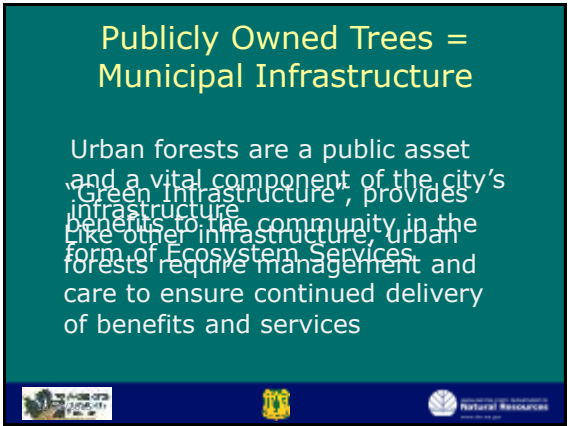 Publicly Owned Trees =
Municipal Infrastructure
Urban forests are a public asset
and a vital component of the city’s
infrastructure
“Green Infrastructure”, provides
benefits to the community in the
form of Ecosystem Services
Like other infrastructure, urban
forests require management and
care to ensure continued delivery
of benefits and services
Natural Resources